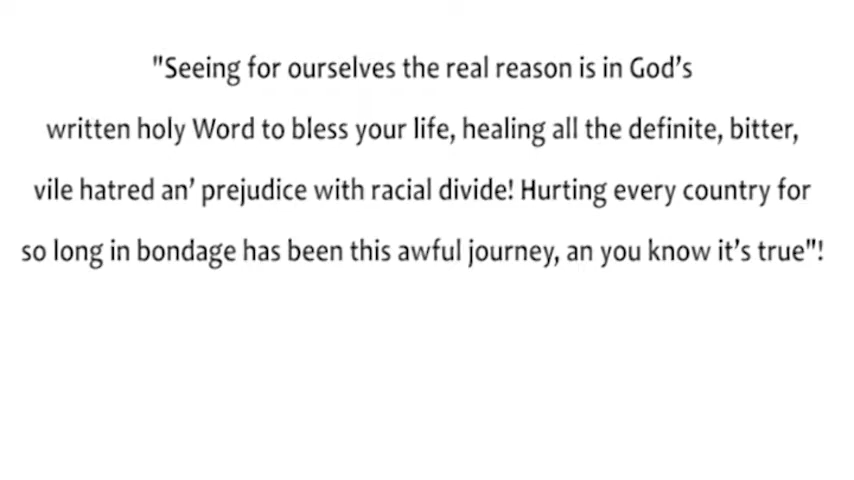 "Seeing for ourselves the real reason is in God’s
written holy Word to bless your life, healing all the definite, bitter,
vile hatred an’ prejudice with racial divide! Hurting every country for
so long in bondage has been this awful journey, an you know it’s true"!